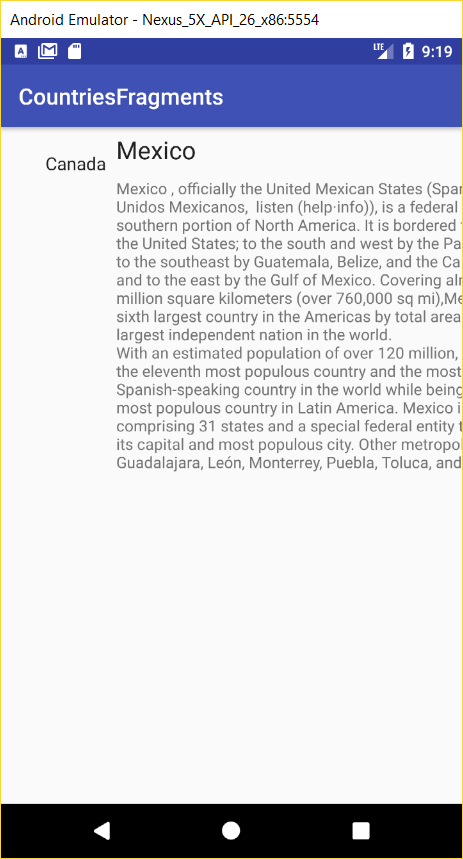 Android Emulator - Nexus_5X_API_26_x86:5554
LTE 9:19
CountriesFragments
Canada
Mexico
Mexico , officially the United Mexican States (Spar
Unidos Mexicanos,  listen (help·info)), is a federal
southern portion of North America. It is bordered
the United States; to the south and west by the Pa
to the southeast by Guatemala, Belize, and the Ca
and to the east by the Gulf of Mexico. Covering al
million square kilometers (over 760,000 sq mi),Me
sixth largest country in the Americas by total area
largest independent nation in the world.
With an estimated population of over 120 million,
the eleventh most populous country and the most
Spanish-speaking country in the world while being
most populous country in Latin America. Mexico i
comprising 31 states and a special federal entity t
its capital and most populous city. Other metropol
Guadalajara, León, Monterrey, Puebla, Toluca, and